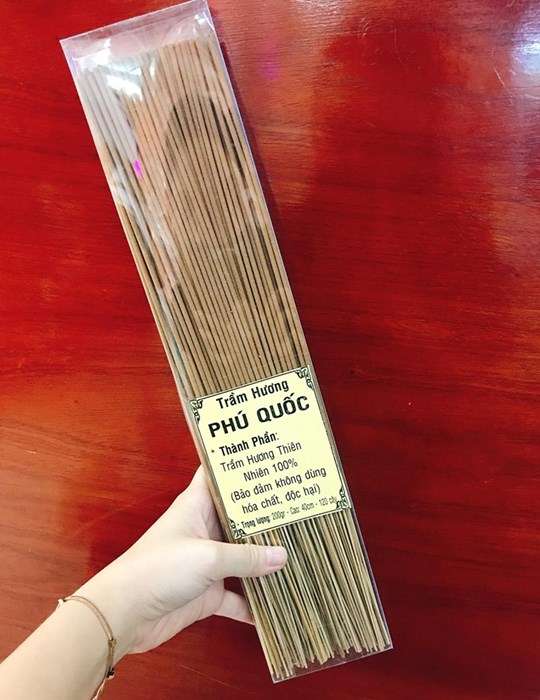 Trầm Hương
PHÚ QUỐC
* Thành Phần:
Trầm Hương Thiên
Nhiên 100%
(Bảo đảm không dùng
hóa chất, độc hại)
* Trọng lượng: 200gr - Cao: 40cm - 120 cây